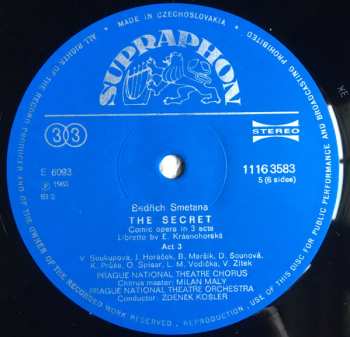 MADE IN CZECHOSLOVAKIA
ALL RIGHTS OF THE RECORD PRODUCER AND OF THE OWNER OF THE RECORDED WORK RESERVED. REPRODUCTION, USE OF THIS DISC FOR PUBLIC PERFORMANCE AND BROADCASTING PROHIBITED.
SUPRAPHON
33
STEREO
E 6093
1116 3583
℗ 1983
5 (6 sides)
Bedřich Smetana
THE SECRET
Comic opera in 3 acts
Libretto by E. Krásnohorská
Act 3
V. Soukupová, J. Horáček, B. Maršík, D. Šounová,
K. Průša, O. Spisar, L. M. Vodička, V. Zítek
PRAGUE NATIONAL THEATRE CHORUS
Chorus master: MILAN MALÝ
PRAGUE NATIONAL THEATRE ORCHESTRA
Conductor: ZDENĚK KOŠLER